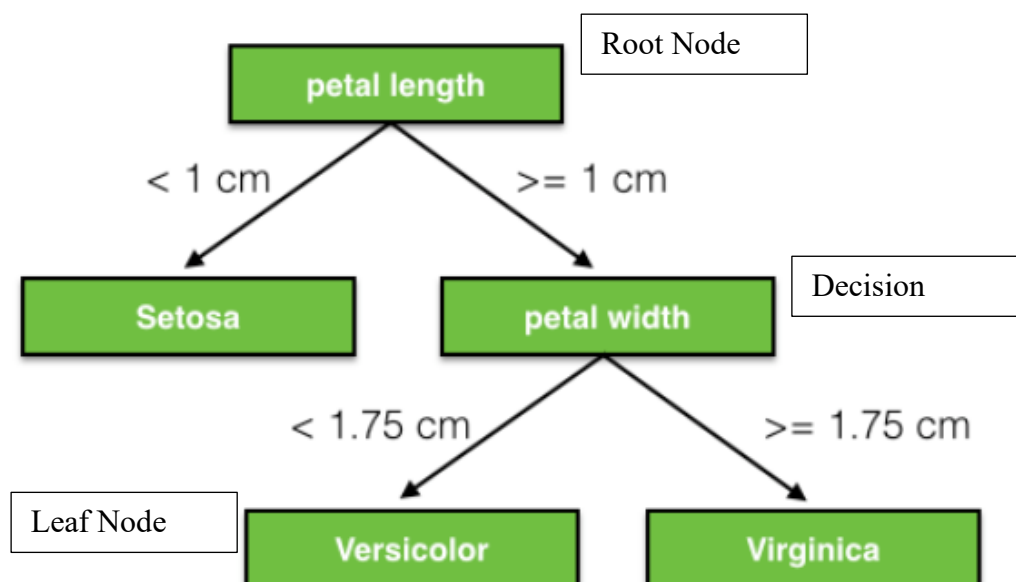 Root Node
petal length
< 1 cm
>= 1 cm
Setosa
petal width
Decision
< 1.75 cm
>= 1.75 cm
Leaf Node
Versicolor
Virginica